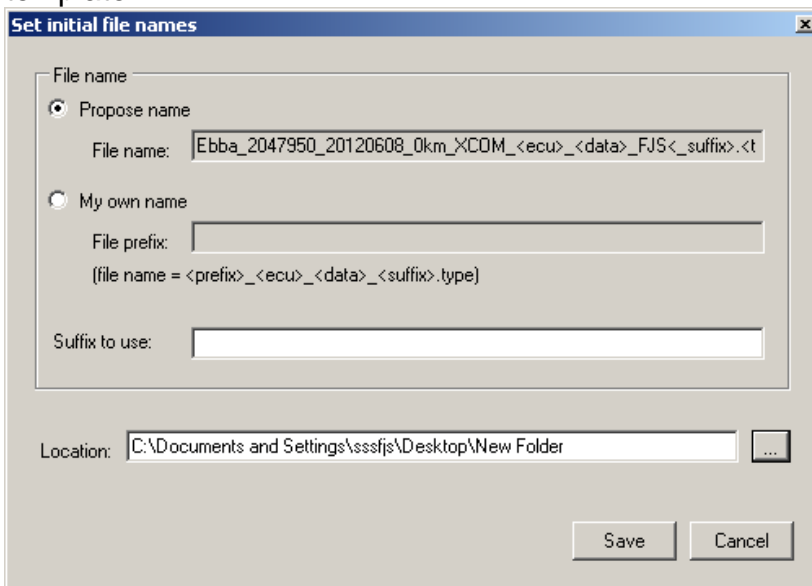 Set initial file names
File name
Propose name
File name: Ebba_2047950_20120608_0km_XCOM_<ecu>_<data>_FJS<_suffix>.<t
My own name
File prefix:
(file name = <prefix>_<ecu>_<data>_<suffix>.type)
Suffix to use:
Location: C:\Documents and Settings\sssfjs\Desktop\New Folder ...
Save Cancel